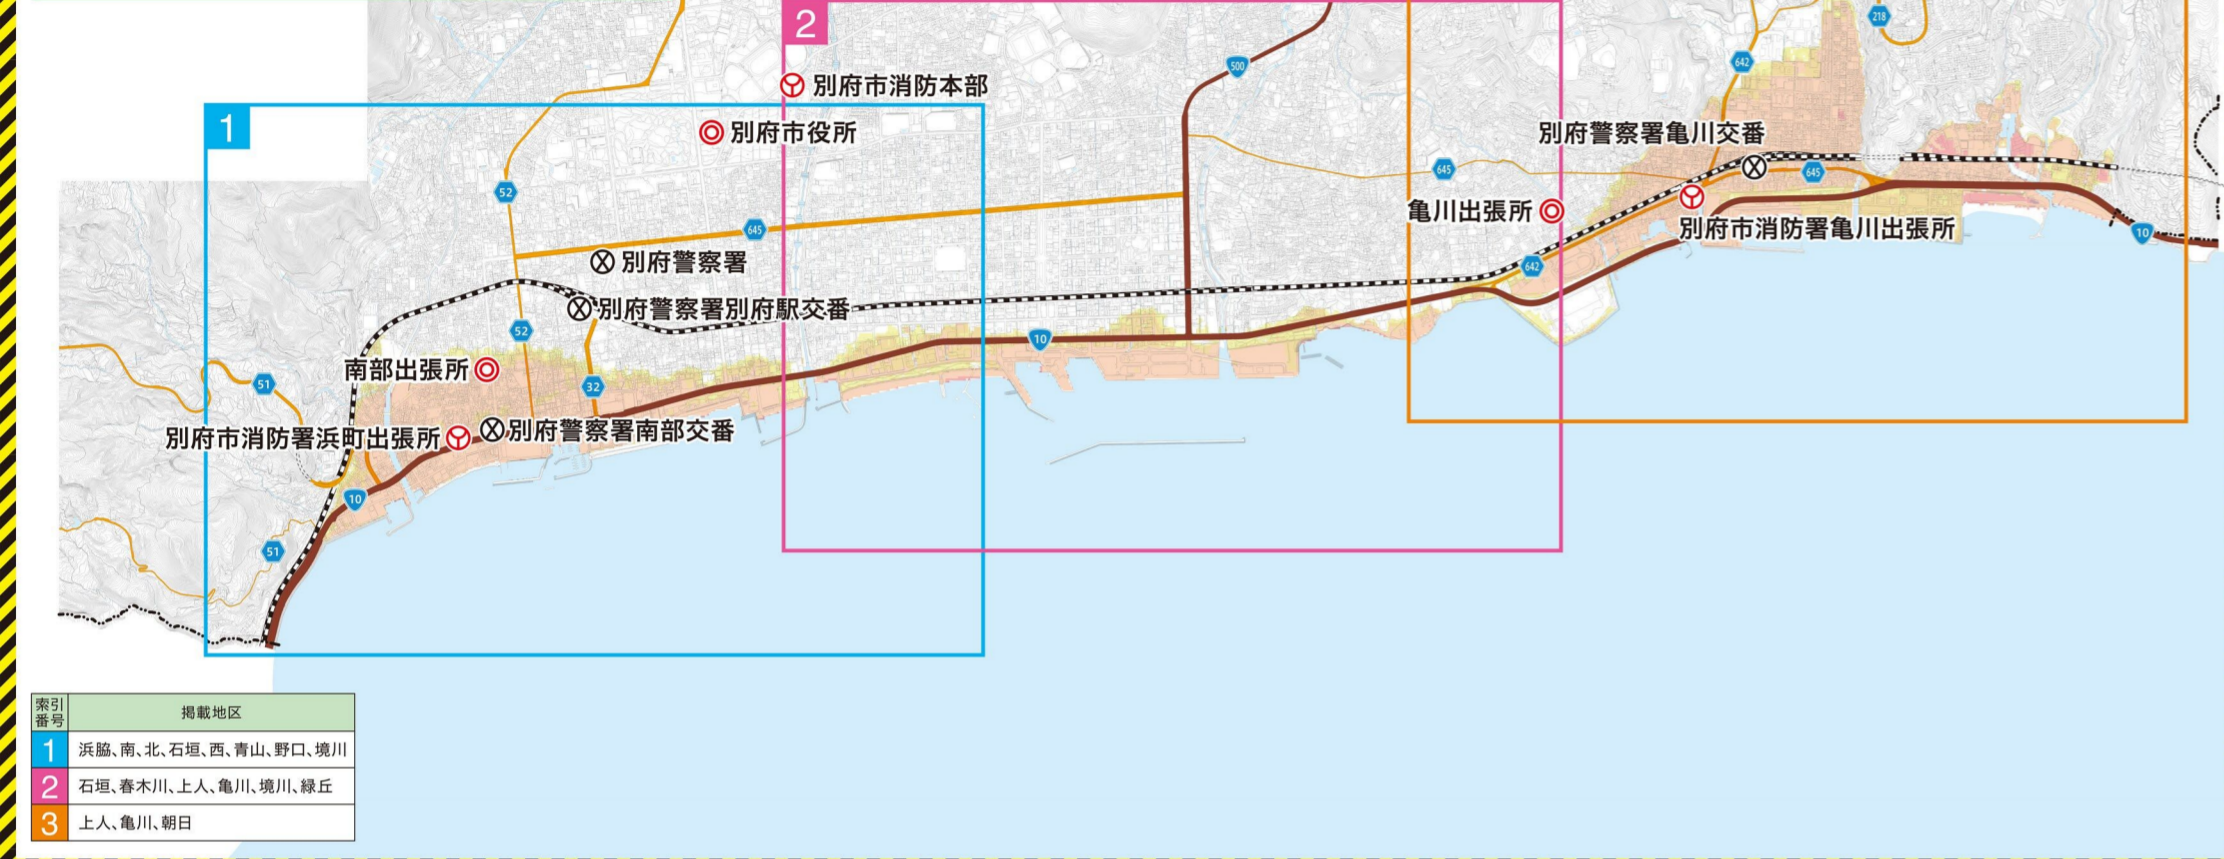 2
218
500
642
別府市消防本部
1
別府市役所
別府警察署亀川交番
645
645
52
亀川出張所
別府市消防署亀川出張所
645
10
別府警察署
642
別府警察署別府駅交番
52
10
南部出張所
51
32
別府市消防署浜町出張所
別府警察署南部交番
10
51
索引番号 掲載地区
1 浜脇、南、北、石垣、西、青山、野口、境川
2 石垣、春木川、上人、亀川、境川、緑丘
3 上人、亀川、朝日